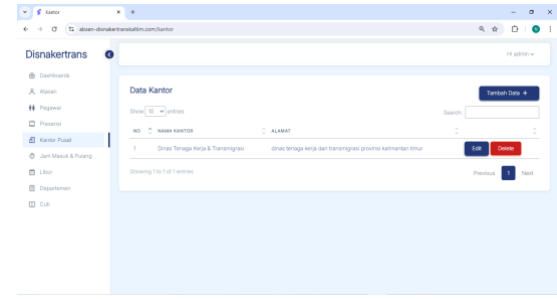 Kantor
absen-disnakertranskaltim.com/kantor
Disnakertrans
Hi admin
Dashboards
Atasan
Pegawai
Presensi
Kantor Pusat
Jam Masuk & Pulang
Libur
Departemen
Cuti
Data Kantor
Tambah Data +
Show 10 entries
Search:
NO NAMA KANTOR ALAMAT
1 Dinas Tenaga Kerja & Transmigrasi dinas tenaga kerja dan transmigrasi provinsi kalimantan timur Edit Delete
Showing 1 to 1 of 1 entries
Previous 1 Next